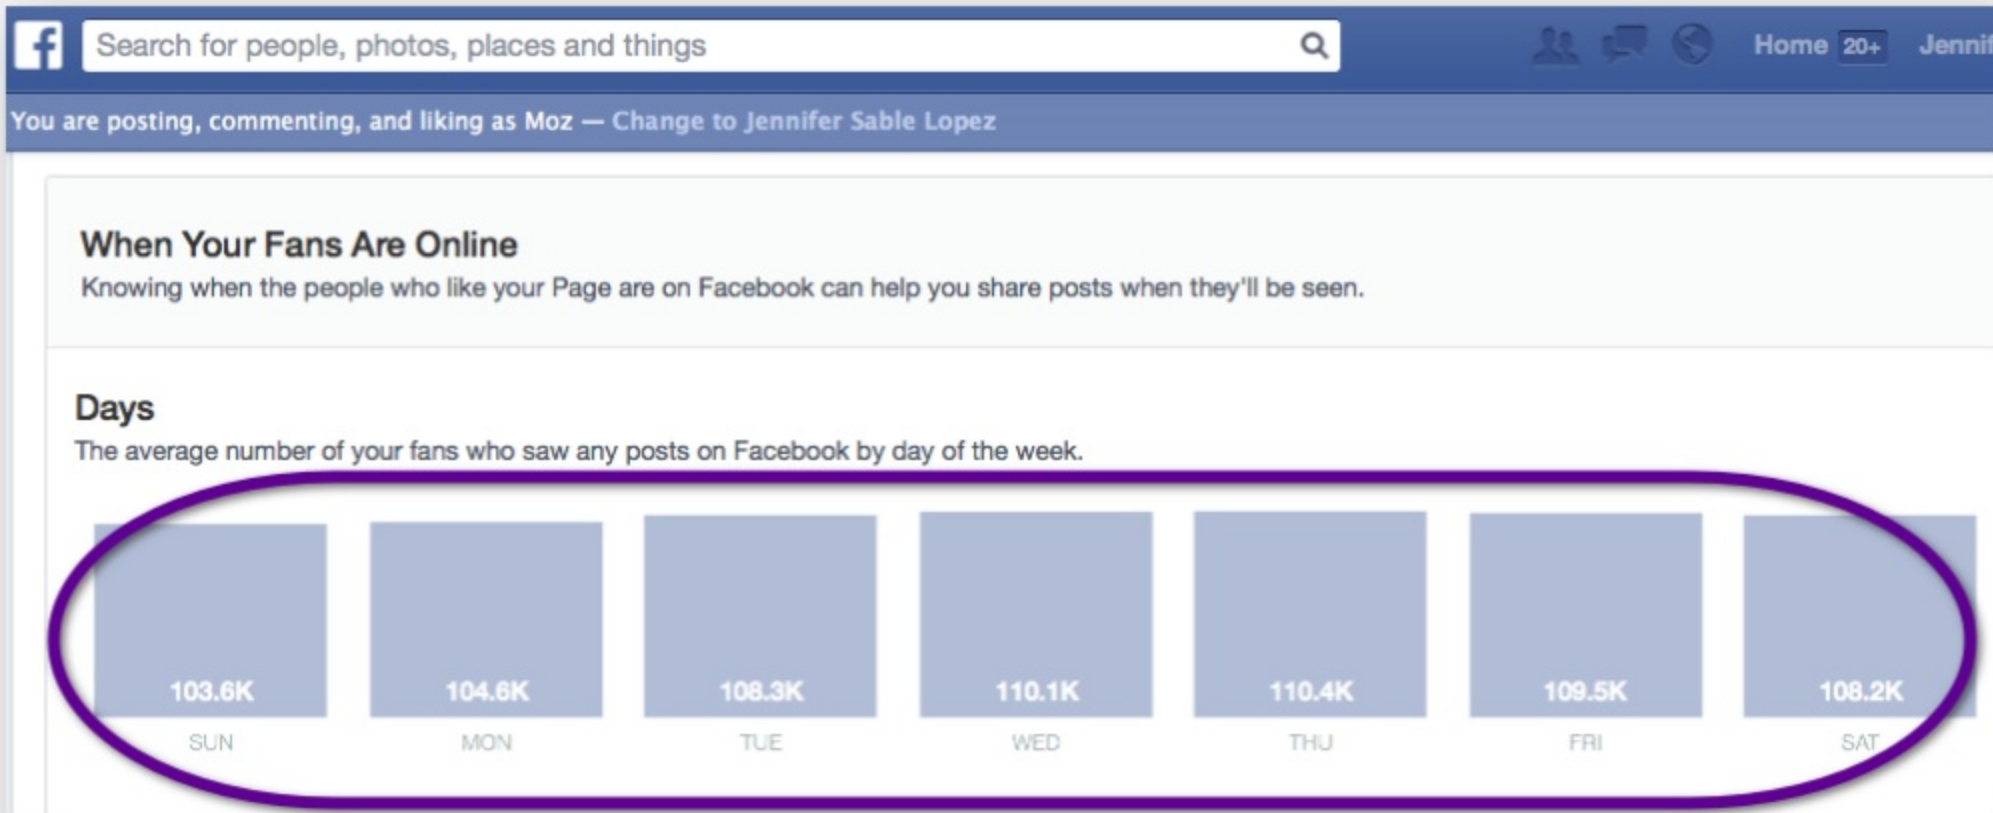 f Search for people, photos, places and things Home 20+ Jennif
You are posting, commenting, and liking as Moz — Change to Jennifer Sable Lopez
When Your Fans Are Online
Knowing when the people who like your Page are on Facebook can help you share posts when they'll be seen.
Days
The average number of your fans who saw any posts on Facebook by day of the week.
103.6K 104.6K 108.3K 110.1K 110.4K 109.5K 108.2K
SUN MON TUE WED THU FRI SAT